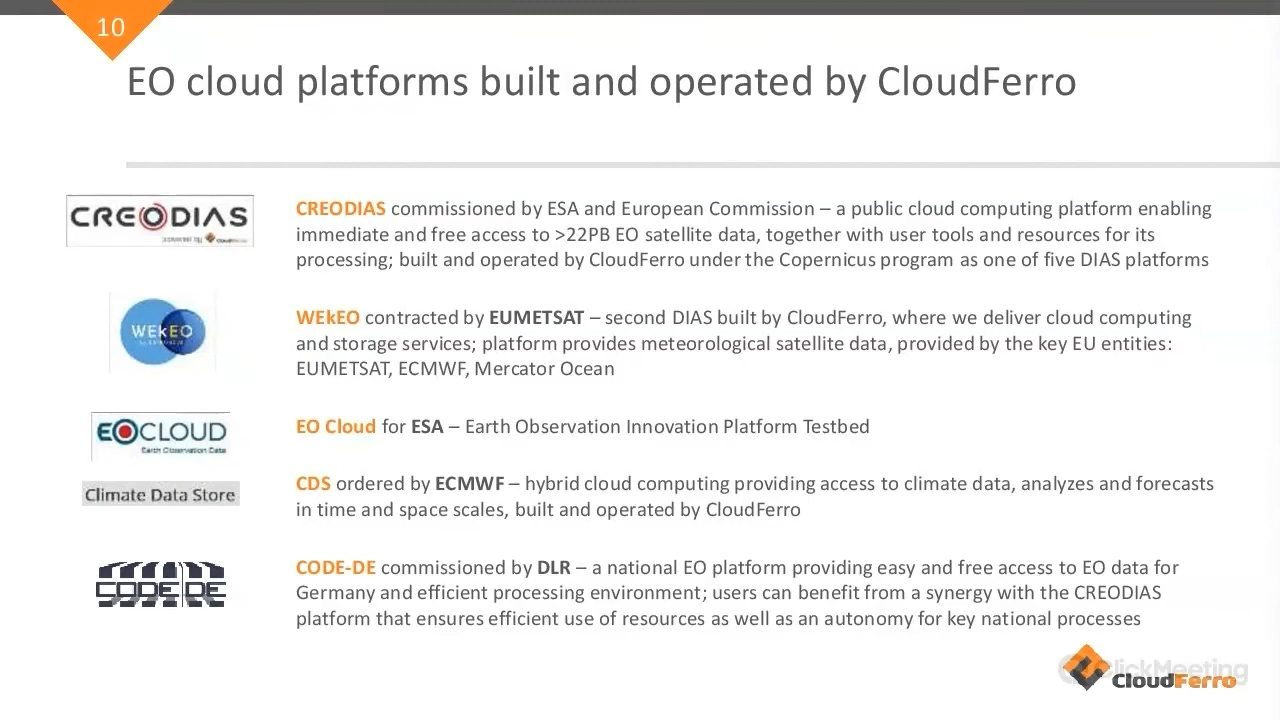 10
EO cloud platforms built and operated by CloudFerro
CREODIAS
powered by CloudFerro
CREODIAS commissioned by ESA and European Commission – a public cloud computing platform enabling
immediate and free access to >22PB EO satellite data, together with user tools and resources for its
processing; built and operated by CloudFerro under the Copernicus program as one of five DIAS platforms
WEkEO
WEkEO contracted by EUMETSAT – second DIAS built by CloudFerro, where we deliver cloud computing
and storage services; platform provides meteorological satellite data, provided by the key EU entities:
EUMETSAT, ECMWF, Mercator Ocean
EOCLOUD
Earth Observation Data
EO Cloud for ESA – Earth Observation Innovation Platform Testbed
Climate Data Store
CDS ordered by ECMWF – hybrid cloud computing providing access to climate data, analyzes and forecasts
in time and space scales, built and operated by CloudFerro
CODE-DE
CODE-DE commissioned by DLR – a national EO platform providing easy and free access to EO data for
Germany and efficient processing environment; users can benefit from a synergy with the CREODIAS
platform that ensures efficient use of resources as well as an autonomy for key national processes
ClickMeeting
CloudFerro